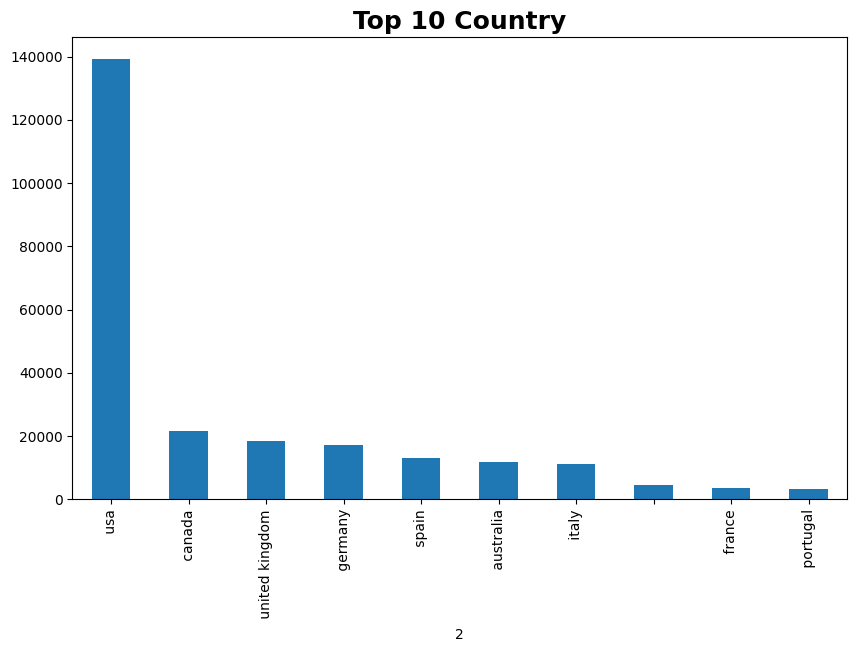 Top 10 Country
140000
120000
100000
80000
60000
40000
20000
0
usa
canada
united kingdom
germany
spain
australia
italy
france
portugal
2